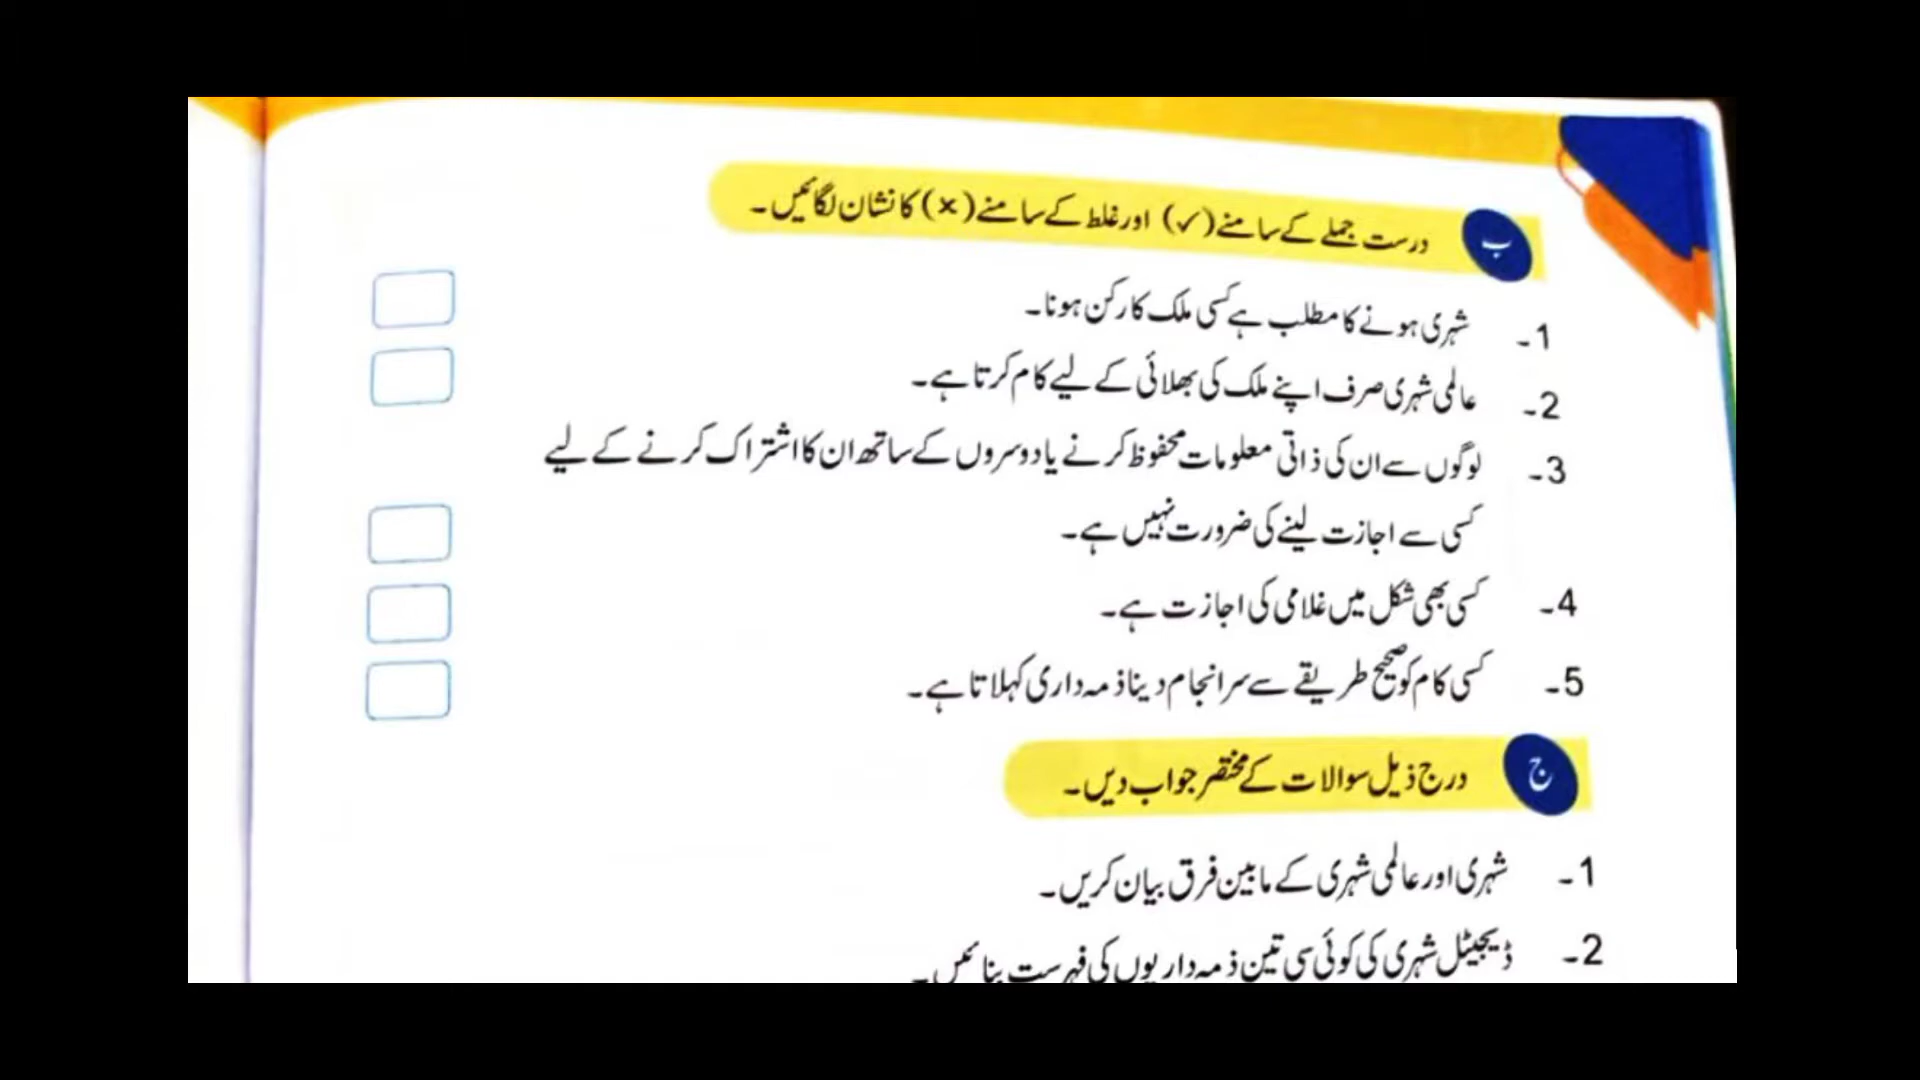 ب درست جملے کے سامنے (✓) اور غلط کے سامنے (×) کا نشان لگائیں۔
1۔ شہری ہونے کا مطلب ہے کسی ملک کا رکن ہونا۔
2۔ عالمی شہری صرف اپنے ملک کی بھلائی کے لیے کام کرتا ہے۔
3۔ لوگوں سے ان کی ذاتی معلومات محفوظ کرنے یا دوسروں کے ساتھ ان کا اشتراک کرنے کے لیے
کسی سے اجازت لینے کی ضرورت نہیں ہے۔
4۔ کسی بھی شکل میں غلامی کی اجازت ہے۔
5۔ کسی کام کو صحیح طریقے سے سرانجام دینا ذمہ داری کہلاتا ہے۔
ج درج ذیل سوالات کے مختصر جواب دیں۔
1۔ شہری اور عالمی شہری کے مابین فرق بیان کریں۔
2۔ ڈیجیٹل شہری کی کوئی سی تین ذمہ داریوں کی فہرست بنائیں۔